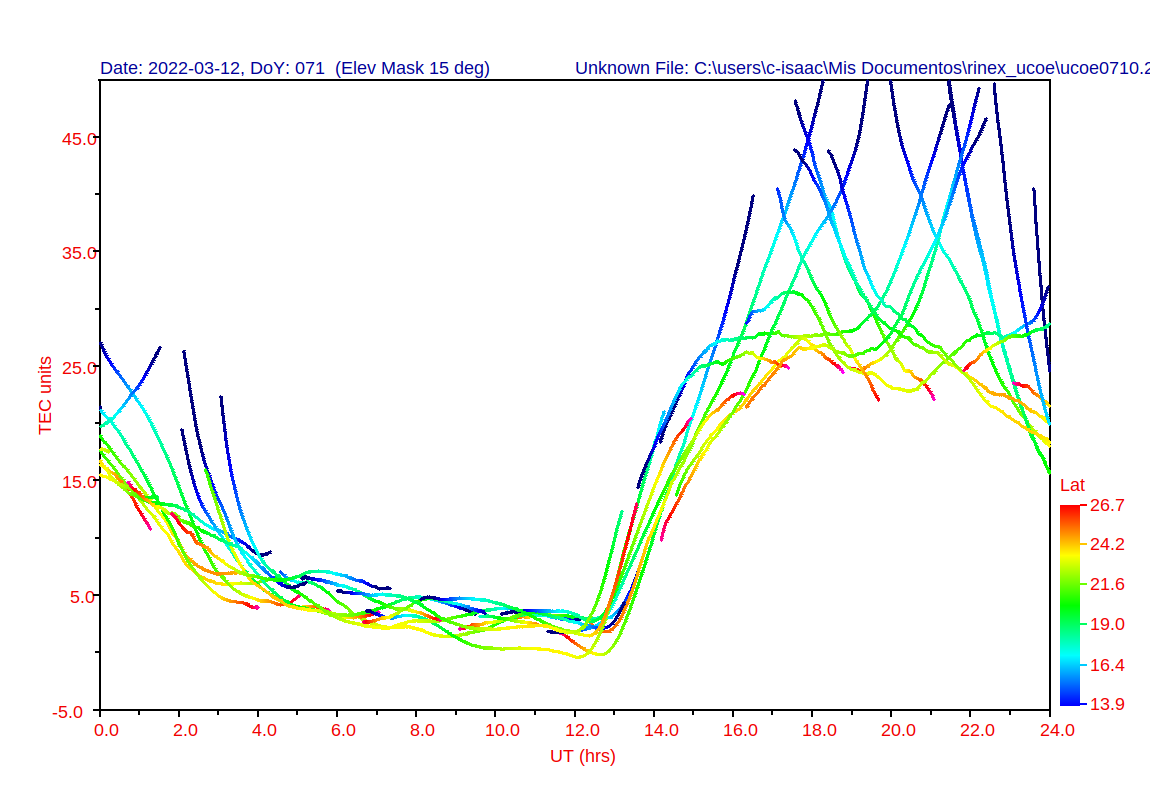 Date: 2022-03-12, DoY: 071  (Elev Mask 15 deg)
Unknown File: C:\users\c-isaac\Mis Documentos\rinex_ucoe\ucoe0710.2
45.0
35.0
25.0
15.0
5.0
-5.0
TEC units
0.0 2.0 4.0 6.0 8.0 10.0 12.0 14.0 16.0 18.0 20.0 22.0 24.0
UT (hrs)
Lat
26.7
24.2
21.6
19.0
16.4
13.9